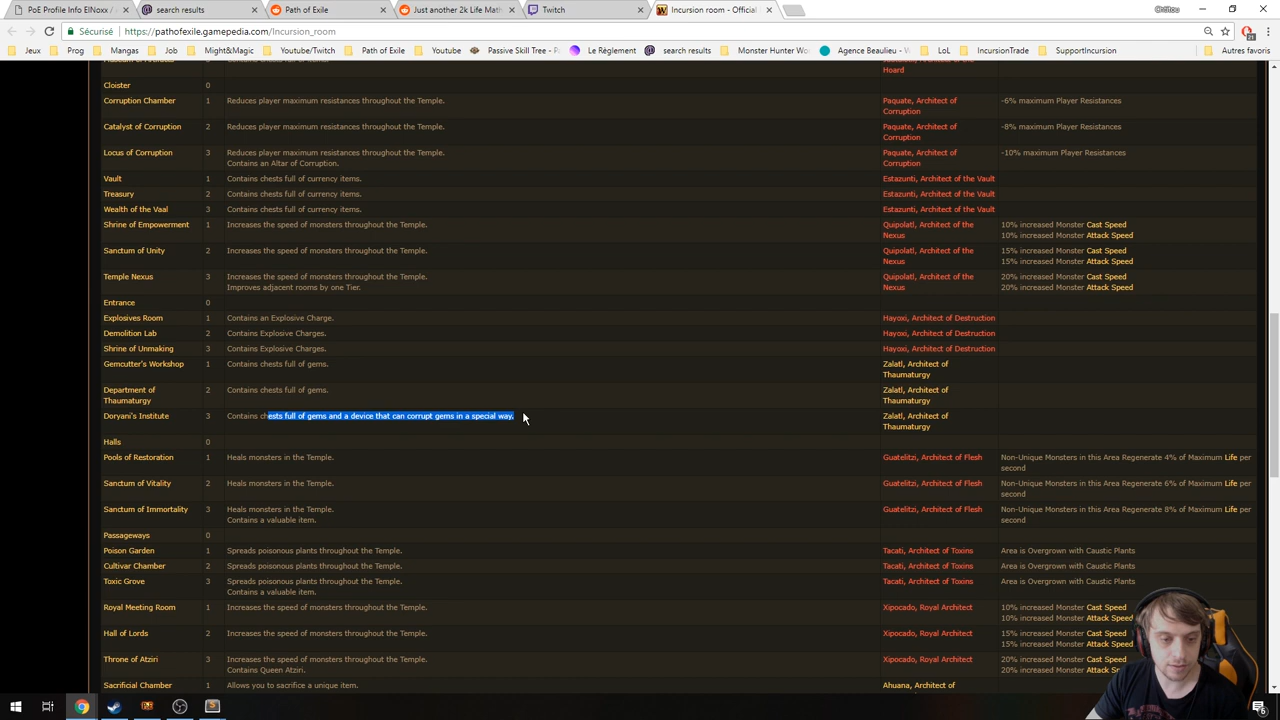 PoE Profile Info ElNoxx /
search results
Path of Exile
Just another 2k Life Math
Twitch
Incursion room - Official
Sécurisé
https://pathofexile.gamepedia.com/Incursion_room
Jeux
Prog
Mangas
Job
Might&Magic
Youtube/Twitch
Path of Exile
Youtube
Passive Skill Tree - P
Le Règlement
search results
Monster Hunter Wo
Agence Beaulieu - V
LoL
IncursionTrade
SupportIncursion
Autres favoris
Hoard
Cloister 0
Corruption Chamber 1 Reduces player maximum resistances throughout the Temple. Paquate, Architect of -6% maximum Player Resistances
Corruption
Catalyst of Corruption 2 Reduces player maximum resistances throughout the Temple. Paquate, Architect of -8% maximum Player Resistances
Corruption
Locus of Corruption 3 Reduces player maximum resistances throughout the Temple. Paquate, Architect of -10% maximum Player Resistances
Contains an Altar of Corruption. Corruption
Vault 1 Contains chests full of currency items. Estazunti, Architect of the Vault
Treasury 2 Contains chests full of currency items. Estazunti, Architect of the Vault
Wealth of the Vaal 3 Contains chests full of currency items. Estazunti, Architect of the Vault
Shrine of Empowerment 1 Increases the speed of monsters throughout the Temple. Quipolatl, Architect of the 10% increased Monster Cast Speed
Nexus 10% increased Monster Attack Speed
Sanctum of Unity 2 Increases the speed of monsters throughout the Temple. Quipolatl, Architect of the 15% increased Monster Cast Speed
Nexus 15% increased Monster Attack Speed
Temple Nexus 3 Increases the speed of monsters throughout the Temple. Quipolatl, Architect of the 20% increased Monster Cast Speed
Improves adjacent rooms by one Tier. Nexus 20% increased Monster Attack Speed
Entrance 0
Explosives Room 1 Contains an Explosive Charge. Hayoxi, Architect of Destruction
Demolition Lab 2 Contains Explosive Charges. Hayoxi, Architect of Destruction
Shrine of Unmaking 3 Contains Explosive Charges. Hayoxi, Architect of Destruction
Gemcutter's Workshop 1 Contains chests full of gems. Zalatl, Architect of
Thaumaturgy
Department of 2 Contains chests full of gems. Zalatl, Architect of
Thaumaturgy Thaumaturgy
Doryani's Institute 3 Contains chests full of gems and a device that can corrupt gems in a special way. Zalatl, Architect of
Thaumaturgy
Halls 0
Pools of Restoration 1 Heals monsters in the Temple. Guatelitzi, Architect of Flesh Non-Unique Monsters in this Area Regenerate 4% of Maximum Life per
second
Sanctum of Vitality 2 Heals monsters in the Temple. Guatelitzi, Architect of Flesh Non-Unique Monsters in this Area Regenerate 6% of Maximum Life per
second
Sanctum of Immortality 3 Heals monsters in the Temple. Guatelitzi, Architect of Flesh Non-Unique Monsters in this Area Regenerate 8% of Maximum Life per
Contains a valuable item. second
Passageways 0
Poison Garden 1 Spreads poisonous plants throughout the Temple. Tacati, Architect of Toxins Area is Overgrown with Caustic Plants
Cultivar Chamber 2 Spreads poisonous plants throughout the Temple. Tacati, Architect of Toxins Area is Overgrown with Caustic Plants
Toxic Grove 3 Spreads poisonous plants throughout the Temple. Tacati, Architect of Toxins Area is Overgrown with Caustic Plants
Contains a valuable item.
Royal Meeting Room 1 Increases the speed of monsters throughout the Temple. Xipocado, Royal Architect 10% increased Monster Cast Speed
10% increased Monster Attack Speed
Hall of Lords 2 Increases the speed of monsters throughout the Temple. Xipocado, Royal Architect 15% increased Monster Cast Speed
15% increased Monster Attack
Throne of Atziri 3 Increases the speed of monsters throughout the Temple. Xipocado, Royal Architect 20% increased Monster Cast
Contains Queen Atziri. 20% increased Monster Attack
Sacrificial Chamber 1 Allows you to sacrifice a unique item. Ahuana, Architect of